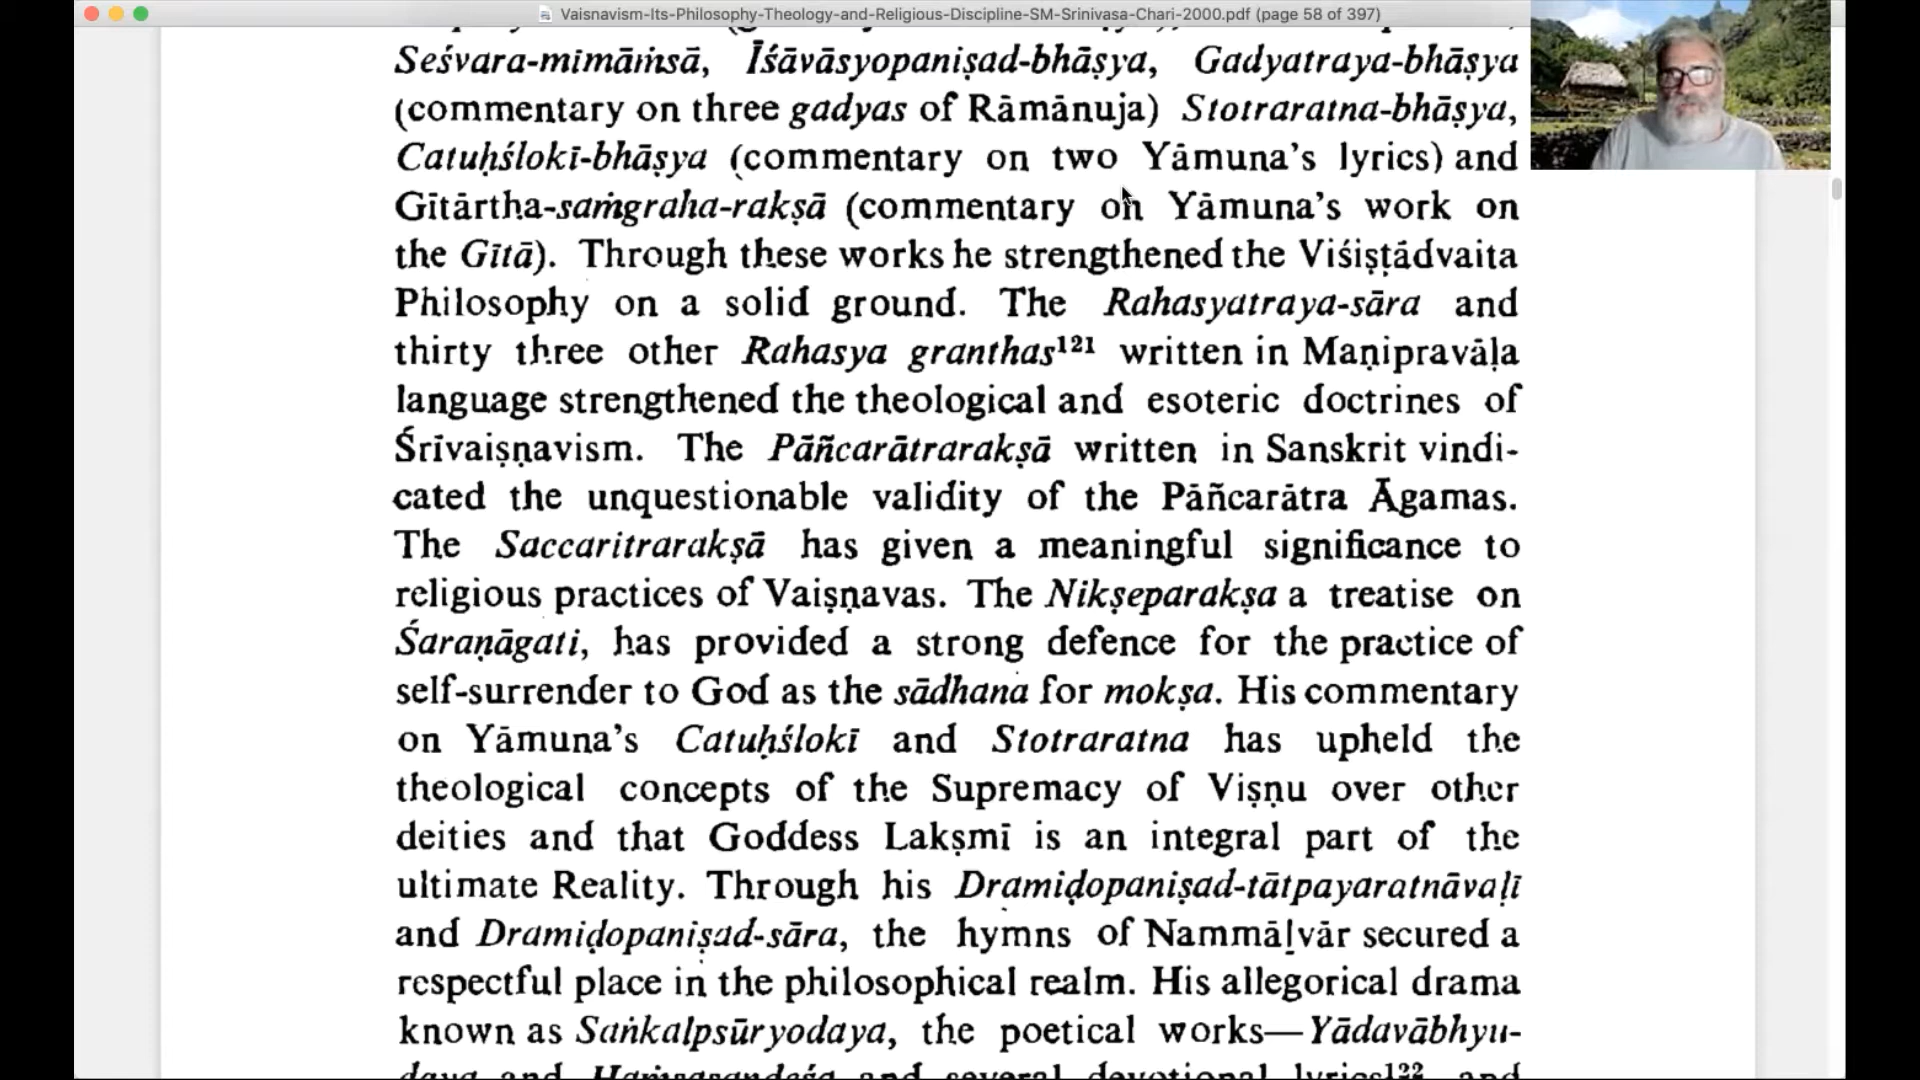 Vaisnavism-Its-Philosophy-Theology-and-Religious-Discipline-SM-Srinivasa-Chari-2000.pdf (page 58 of 397)
Seśvara-mīmāṁsā, Īśāvāsyopaniṣad-bhāṣya, Gadyatraya-bhāṣya
(commentary on three gadyas of Rāmānuja) Stotraratna-bhāṣya,
Catuḥślokī-bhāṣya (commentary on two Yāmuna's lyrics) and
Gītārtha-saṁgraha-rakṣā (commentary on Yāmuna's work on
the Gītā). Through these works he strengthened the Viśiṣṭādvaita
Philosophy on a solid ground. The Rahasyatraya-sāra and
thirty three other Rahasya granthas¹²¹ written in Maṇipravāḷa
language strengthened the theological and esoteric doctrines of
Śrīvaiṣṇavism. The Pāñcarātrarakṣā written in Sanskrit vindi-
cated the unquestionable validity of the Pāñcarātra Āgamas.
The Saccaritrarakṣā has given a meaningful significance to
religious practices of Vaiṣṇavas. The Nikṣeparakṣa a treatise on
Śaraṇāgati, has provided a strong defence for the practice of
self-surrender to God as the sādhana for mokṣa. His commentary
on Yāmuna's Catuḥślokī and Stotraratna has upheld the
theological concepts of the Supremacy of Viṣṇu over other
deities and that Goddess Lakṣmī is an integral part of the
ultimate Reality. Through his Dramiḍopaniṣad-tātpayaratnāvaḷī
and Dramiḍopaniṣad-sāra, the hymns of Nammāḻvār secured a
respectful place in the philosophical realm. His allegorical drama
known as Saṅkalpsūryodaya, the poetical works—Yādavābhyu-
daya and Haṁsasandeśa and several devotional lyrics¹²² and